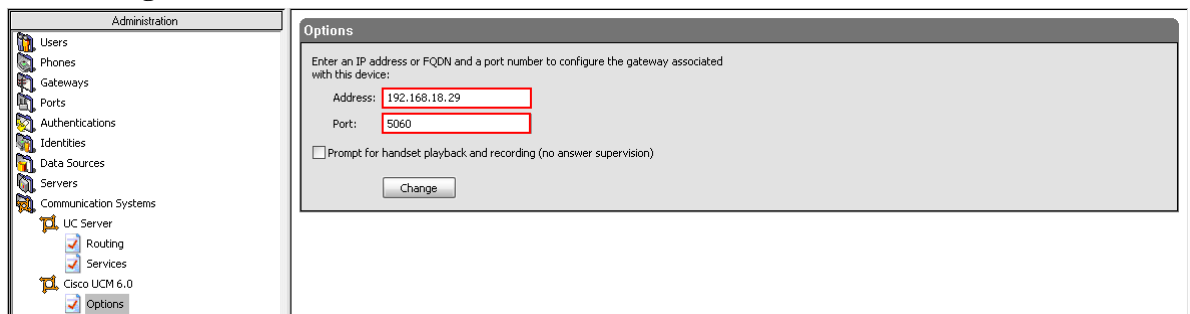 Administration
Users
Phones
Gateways
Ports
Authentications
Identities
Data Sources
Servers
Communication Systems
UC Server
Routing
Services
Cisco UCM 6.0
Options
Options
Enter an IP address or FQDN and a port number to configure the gateway associated
with this device:
Address: 192.168.18.29
Port: 5060
Prompt for handset playback and recording (no answer supervision)
Change